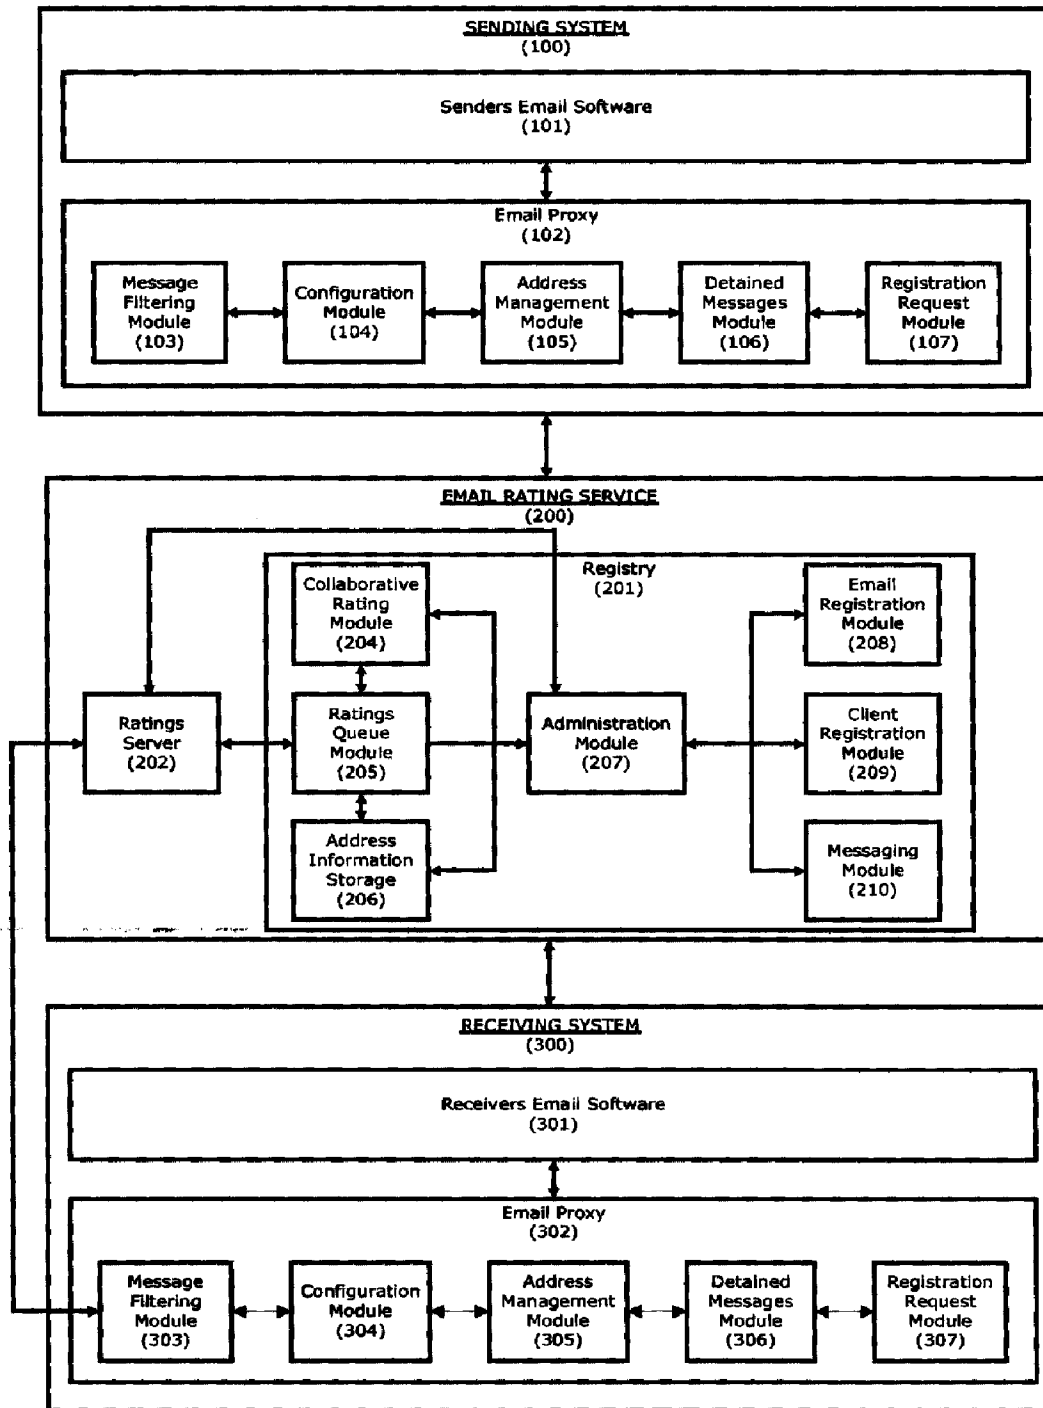 SENDING SYSTEM
(100)
Senders Email Software
(101)
Email Proxy
(102)
Message
Filtering
Module
(103)
Configuration
Module
(104)
Address
Management
Module
(105)
Detained
Messages
Module
(106)
Registration
Request
Module
(107)
EMAIL RATING SERVICE
(200)
Registry
(201)
Collaborative
Rating
Module
(204)
Email
Registration
Module
(208)
Ratings
Server
(202)
Ratings
Queue
Module
(205)
Administration
Module
(207)
Client
Registration
Module
(209)
Address
Information
Storage
(206)
Messaging
Module
(210)
RECEIVING SYSTEM
(300)
Receivers Email Software
(301)
Email Proxy
(302)
Message
Filtering
Module
(303)
Configuration
Module
(304)
Address
Management
Module
(305)
Detained
Messages
Module
(306)
Registration
Request
Module
(307)